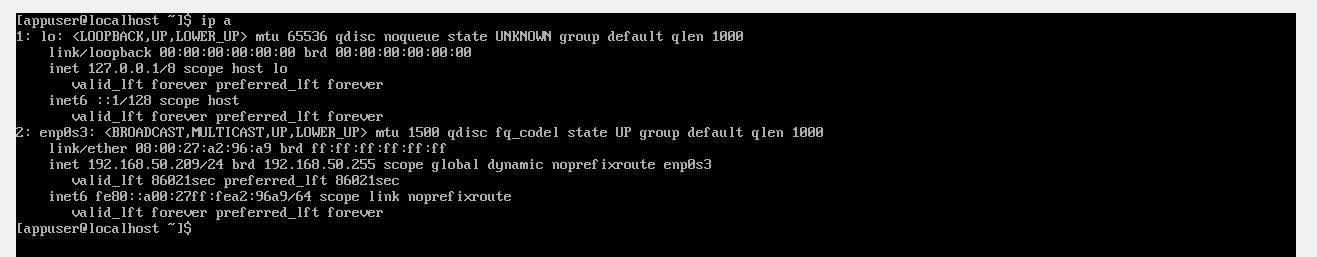 [appuser@localhost ~]$ ip a
1: lo: <LOOPBACK,UP,LOWER_UP> mtu 65536 qdisc noqueue state UNKNOWN group default qlen 1000
    link/loopback 00:00:00:00:00:00 brd 00:00:00:00:00:00
    inet 127.0.0.1/8 scope host lo
       valid_lft forever preferred_lft forever
    inet6 ::1/128 scope host
       valid_lft forever preferred_lft forever
2: enp0s3: <BROADCAST,MULTICAST,UP,LOWER_UP> mtu 1500 qdisc fq_codel state UP group default qlen 1000
    link/ether 08:00:27:a2:96:a9 brd ff:ff:ff:ff:ff:ff
    inet 192.168.50.209/24 brd 192.168.50.255 scope global dynamic noprefixroute enp0s3
       valid_lft 86021sec preferred_lft 86021sec
    inet6 fe80::a00:27ff:fea2:96a9/64 scope link noprefixroute
       valid_lft forever preferred_lft forever
[appuser@localhost ~]$